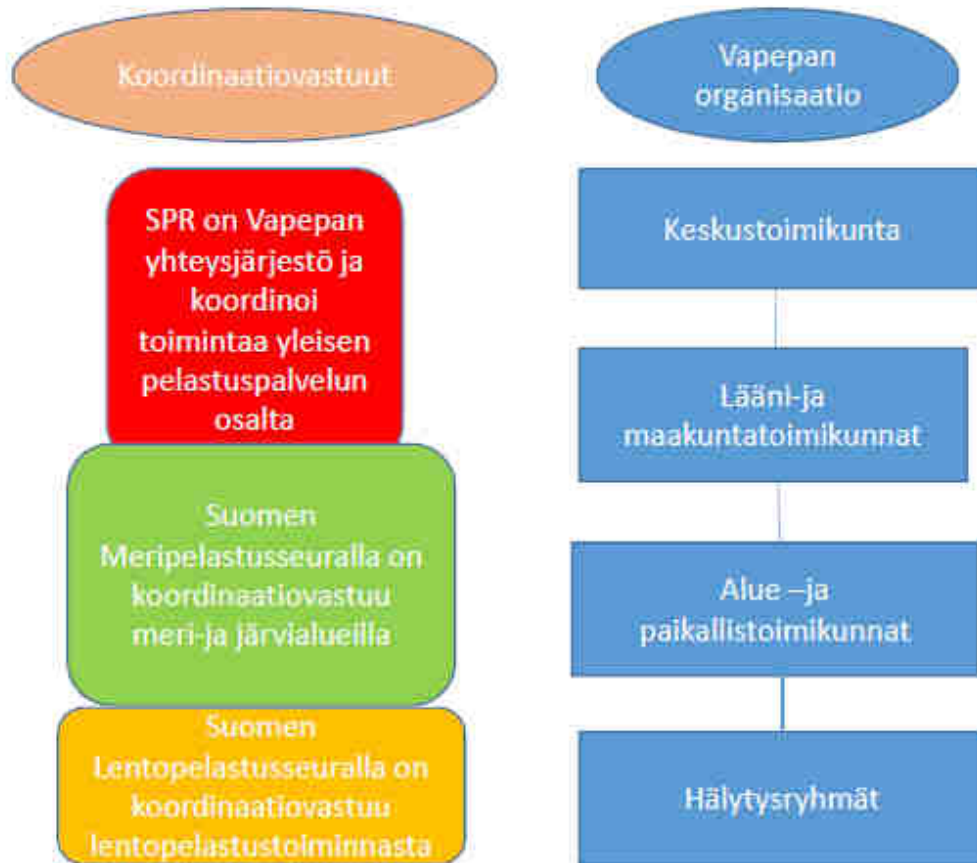 Koordinaatiovastuut
SPR on Vapepan
yhteysjärjestö ja
koordinoi
toimintaa yleisen
pelastuspalvelun
osalta
Suomen
Meripelastusseuralla on
koordinaatiovastuu
meri-ja järvialueilla
Suomen
Lentopelastusseuralla on
koordinaatiovastuu
lentopelastustoiminnasta
Vapepan
organisaatio
Keskustoimikunta
Lääni-ja
maakuntatoimikunnat
Alue –ja
paikallistoimikunnat
Hälytysryhmät